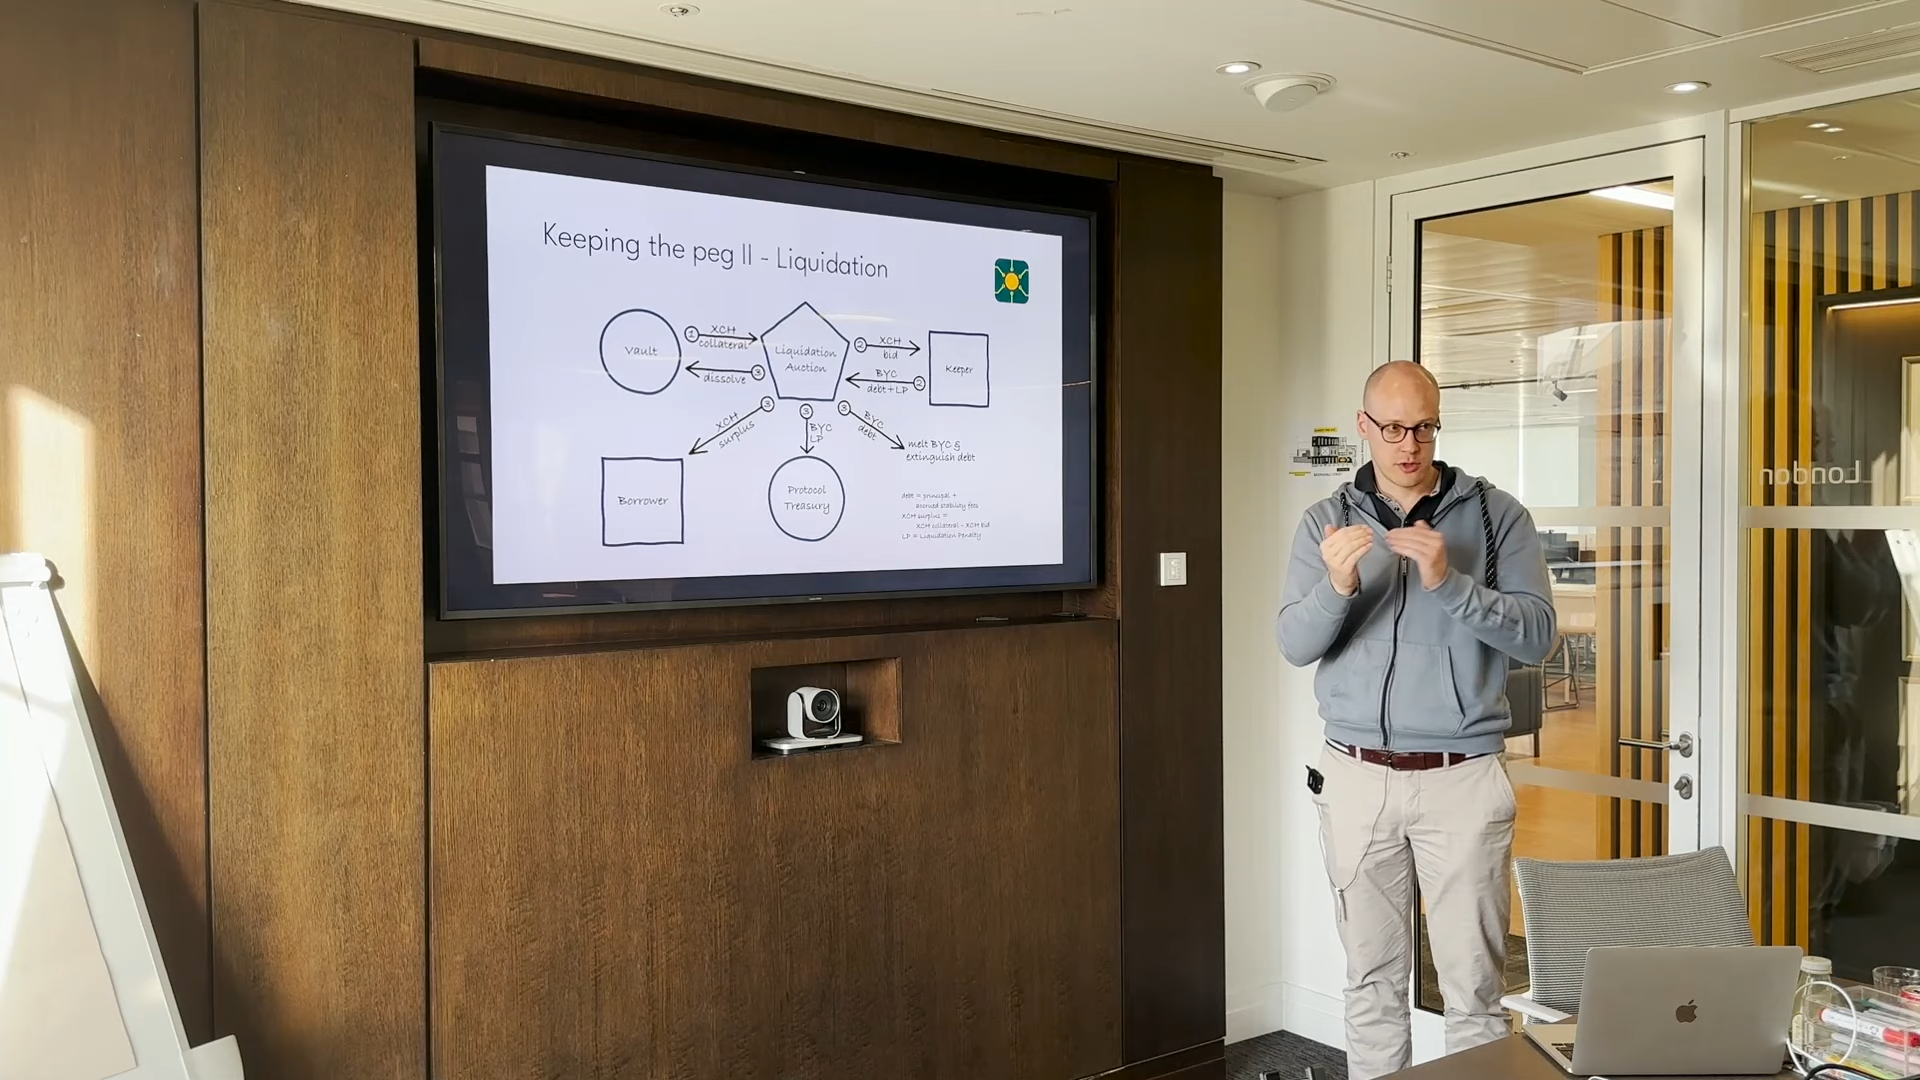 Keeping the peg II - Liquidation
Vault
1
XCH
collateral
Liquidation
Auction
2
XCH
bid
Keeper
3
dissolve
BYC
2
debt + LP
3
XCH
surplus
3
BYC
LP
3
BYC
debt
melt BYC &
extinguish debt
Borrower
Protocol
Treasury
debt = principal +
accrued stability fees
XCH surplus =
XCH collateral - XCH bid
LP = Liquidation Penalty
London